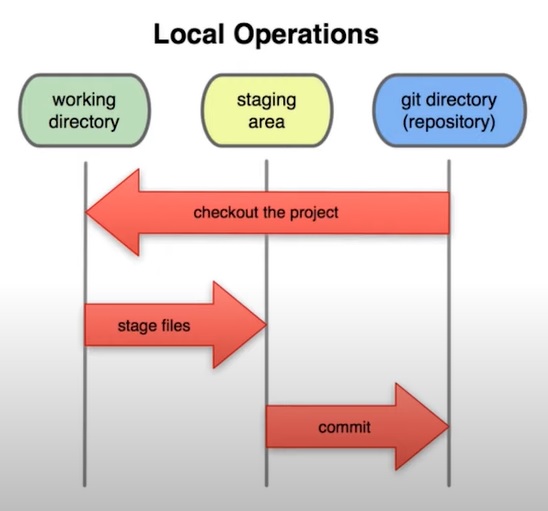 Local Operations
working
directory
staging
area
git directory
(repository)
checkout the project
stage files
commit